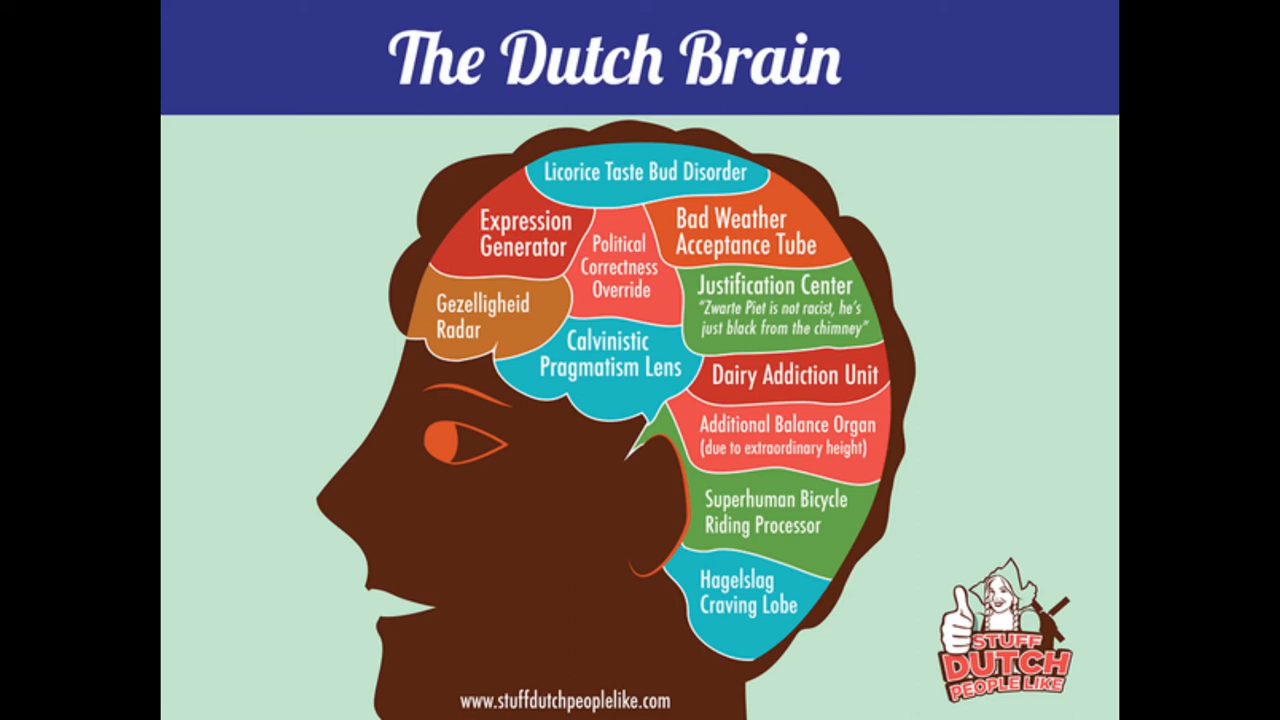 The Dutch Brain
Licorice Taste Bud Disorder
Expression
Generator
Political
Correctness
Override
Bad Weather
Acceptance Tube
Gezelligheid
Radar
Calvinistic
Pragmatism Lens
Justification Center
“Zwarte Piet is not racist, he’s
just black from the chimney”
Dairy Addiction Unit
Additional Balance Organ
(due to extraordinary height)
Superhuman Bicycle
Riding Processor
Hagelslag
Craving Lobe
www.stuffdutchpeoplelike.com
STUFF
DUTCH
PEOPLE LIKE